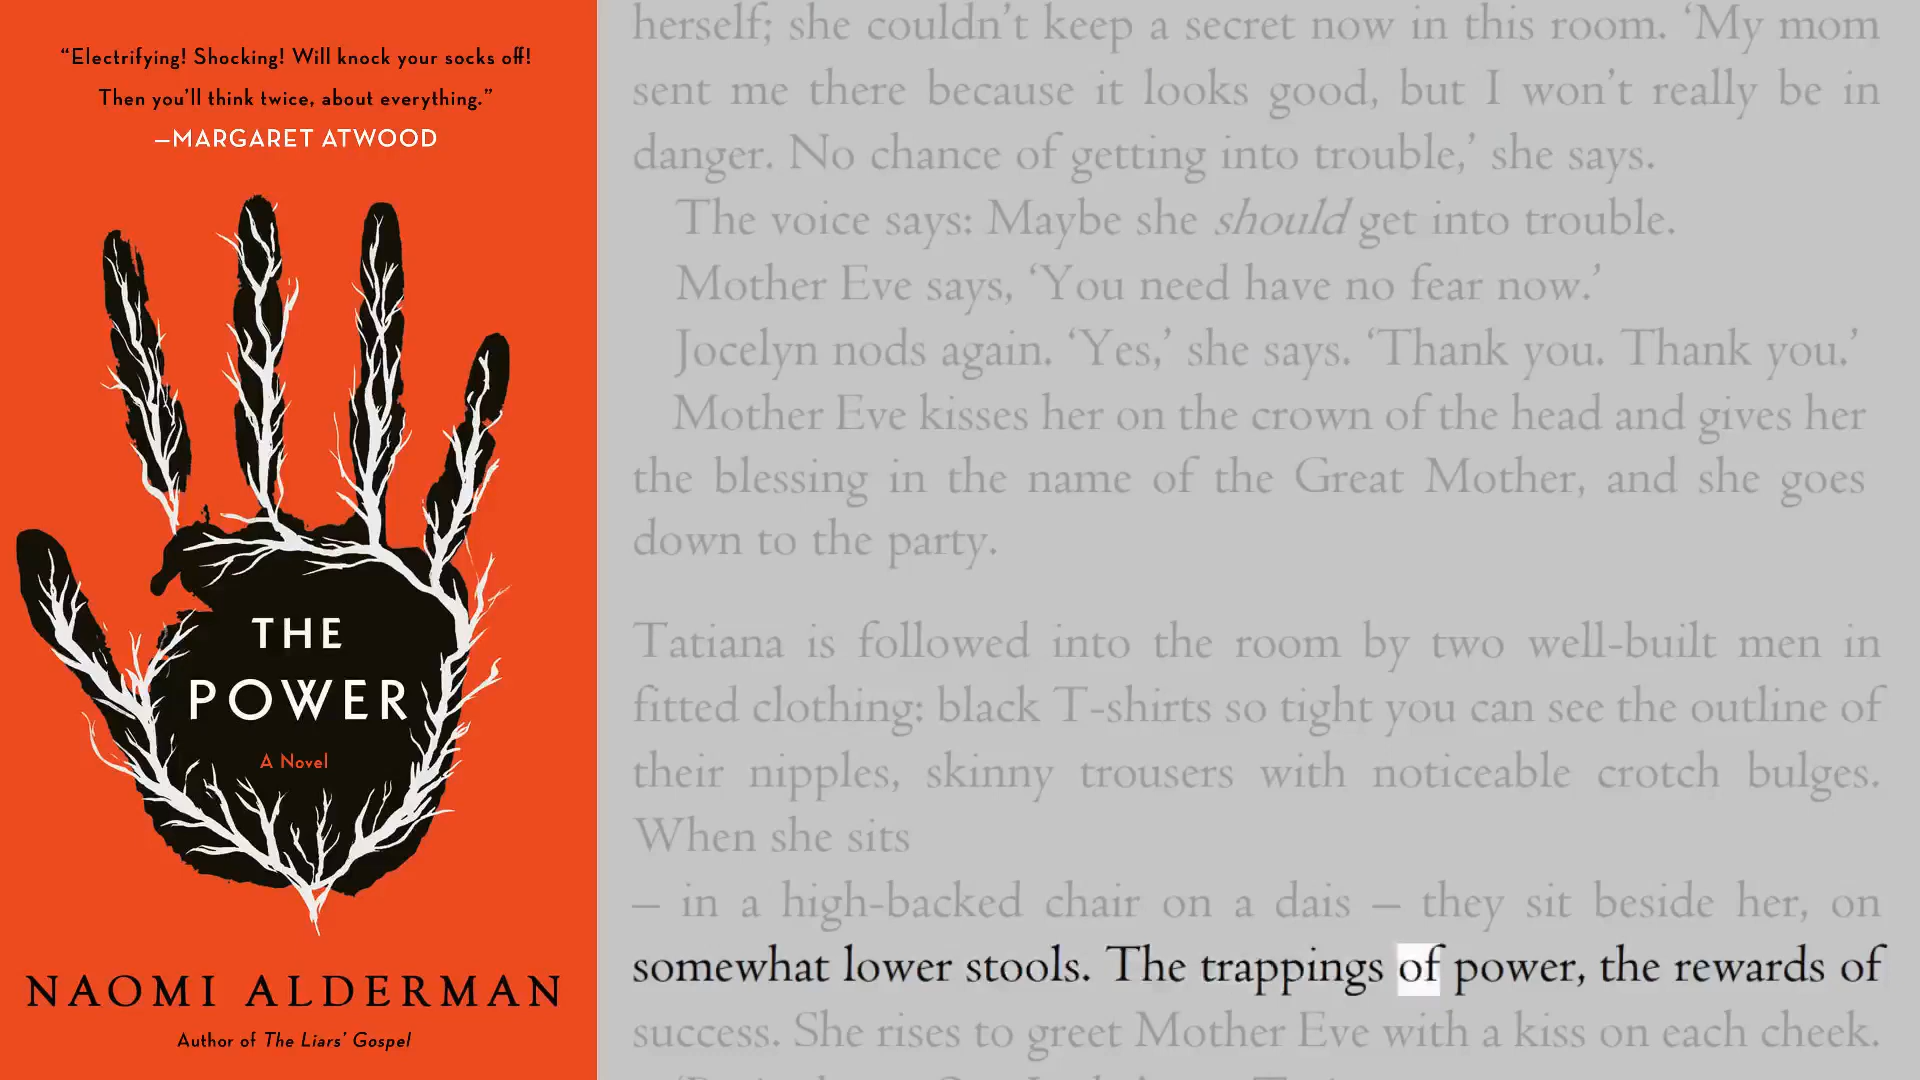 “Electrifying! Shocking! Will knock your socks off!
Then you’ll think twice, about everything.”
—MARGARET ATWOOD
THE
POWER
A Novel
NAOMI ALDERMAN
Author of The Liars’ Gospel
herself; she couldn’t keep a secret now in this room. ‘My mom
sent me there because it looks good, but I won’t really be in
danger. No chance of getting into trouble,’ she says.
The voice says: Maybe she should get into trouble.
Mother Eve says, ‘You need have no fear now.’
Jocelyn nods again. ‘Yes,’ she says. ‘Thank you. Thank you.’
Mother Eve kisses her on the crown of the head and gives her
the blessing in the name of the Great Mother, and she goes
down to the party.
Tatiana is followed into the room by two well-built men in
fitted clothing: black T-shirts so tight you can see the outline of
their nipples, skinny trousers with noticeable crotch bulges.
When she sits
– in a high-backed chair on a dais – they sit beside her, on
somewhat lower stools. The trappings of power, the rewards of
success. She rises to greet Mother Eve with a kiss on each cheek.